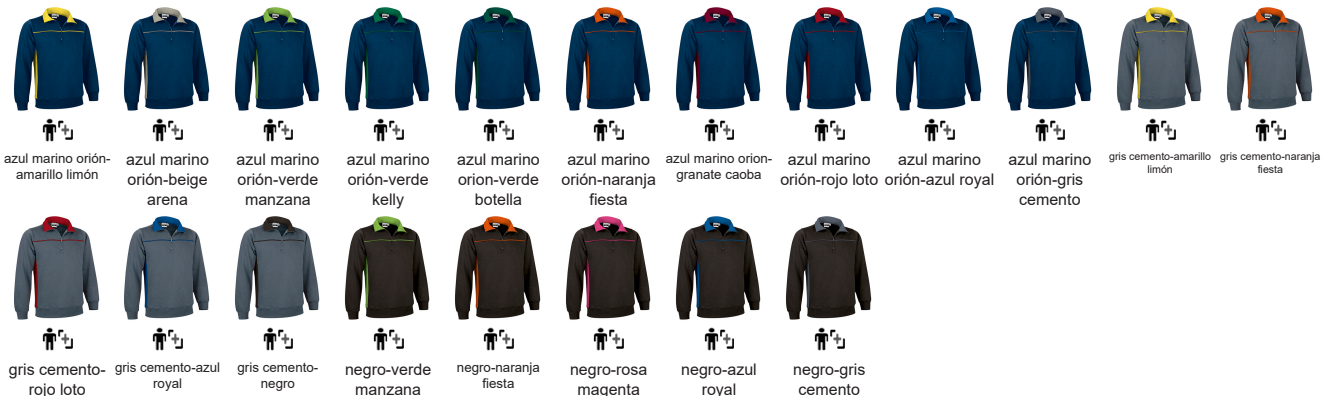 azul marino orión-
amarillo limón
azul marino
orión-beige
arena
azul marino
orión-verde
manzana
azul marino
orión-verde
kelly
azul marino
orion-verde
botella
azul marino
orión-naranja
fiesta
azul marino orion-
granate caoba
azul marino
orión-rojo loto
azul marino
orión-azul royal
azul marino
orión-gris
cemento
gris cemento-amarillo
limón
gris cemento-naranja
fiesta
gris cemento-
rojo loto
gris cemento-azul
royal
gris cemento-
negro
negro-verde
manzana
negro-naranja
fiesta
negro-rosa
magenta
negro-azul
royal
negro-gris
cemento